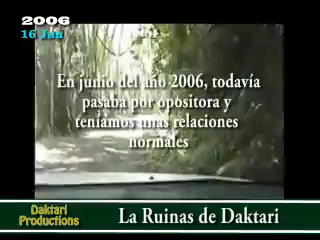 2006
16 Jun
En junio del año 2006, todavía
pasaba por opositora y
teníamos unas relaciones
normales
Daktari
Productions
La Ruinas de Daktari